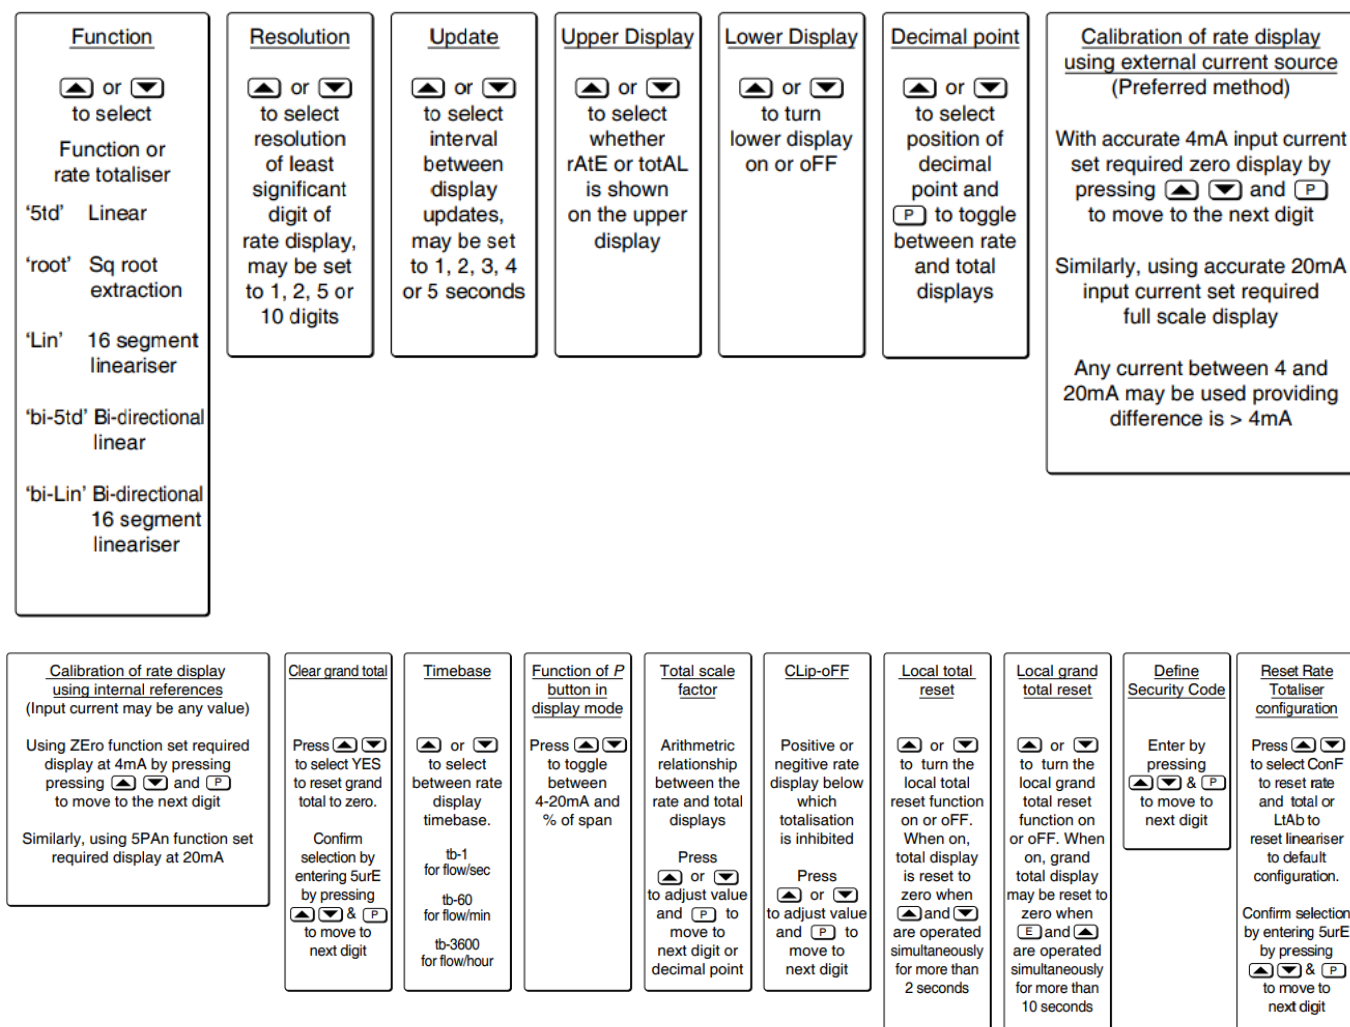 Function
▲ or ▼
to select
Function or
rate totaliser
‘5td’ Linear
‘root’ Sq root
extraction
‘Lin’ 16 segment
lineariser
‘bi-5td’ Bi-directional
linear
‘bi-Lin’ Bi-directional
16 segment
lineariser
Resolution
▲ or ▼
to select
resolution
of least
significant
digit of
rate display,
may be set
to 1, 2, 5 or
10 digits
Update
▲ or ▼
to select
interval
between
display
updates,
may be set
to 1, 2, 3, 4
or 5 seconds
Upper Display
▲ or ▼
to select
whether
rAtE or totAL
is shown
on the upper
display
Lower Display
▲ or ▼
to turn
lower display
on or oFF
Decimal point
▲ or ▼
to select
position of
decimal
point and
P to toggle
between rate
and total
displays
Calibration of rate display
using external current source
(Preferred method)
With accurate 4mA input current
set required zero display by
pressing ▲ ▼ and P
to move to the next digit
Similarly, using accurate 20mA
input current set required
full scale display
Any current between 4 and
20mA may be used providing
difference is > 4mA
Calibration of rate display
using internal references
(Input current may be any value)
Using ZEro function set required
display at 4mA by pressing
pressing ▲ ▼ and P
to move to the next digit
Similarly, using 5PAn function set
required display at 20mA
Clear grand total
Press ▲ ▼
to select YES
to reset grand
total to zero.
Confirm
selection by
entering 5urE
by pressing
▲ ▼ & P
to move to
next digit
Timebase
▲ or ▼
to select
between rate
display
timebase.
tb-1
for flow/sec
tb-60
for flow/min
tb-3600
for flow/hour
Function of P
button in
display mode
Press ▲ ▼
to toggle
between
4-20mA and
% of span
Total scale
factor
Arithmetric
relationship
between the
rate and total
displays
Press
▲ or ▼
to adjust value
and P to
move to
next digit or
decimal point
CLip-oFF
Positive or
negitive rate
display below
which
totalisation
is inhibited
Press
▲ or ▼
to adjust value
and P to
move to
next digit
Local total
reset
▲ or ▼
to turn the
local total
reset function
on or oFF.
When on,
total display
is reset to
zero when
▲ and ▼
are operated
simultaneously
for more than
2 seconds
Local grand
total reset
▲ or ▼
to turn the
local grand
total reset
function on
or oFF. When
on, grand
total display
may be reset to
zero when
E and ▲
are operated
simultaneously
for more than
10 seconds
Define
Security Code
Enter by
pressing
▲ ▼ & P
to move to
next digit
Reset Rate
Totaliser
configuration
Press ▲ ▼
to select ConF
to reset rate
and total or
LtAb to
reset lineariser
to default
configuration.
Confirm selection
by entering 5urE
by pressing
▲ ▼ & P
to move to
next digit